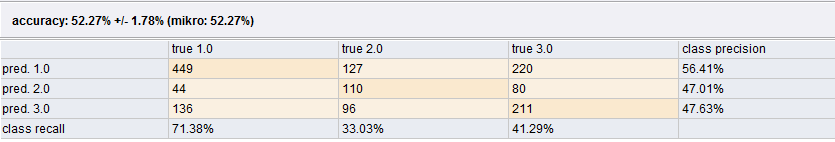 accuracy: 52.27% +/- 1.78% (mikro: 52.27%)
true 1.0 true 2.0 true 3.0 class precision
pred. 1.0 449 127 220 56.41%
pred. 2.0 44 110 80 47.01%
pred. 3.0 136 96 211 47.63%
class recall 71.38% 33.03% 41.29%